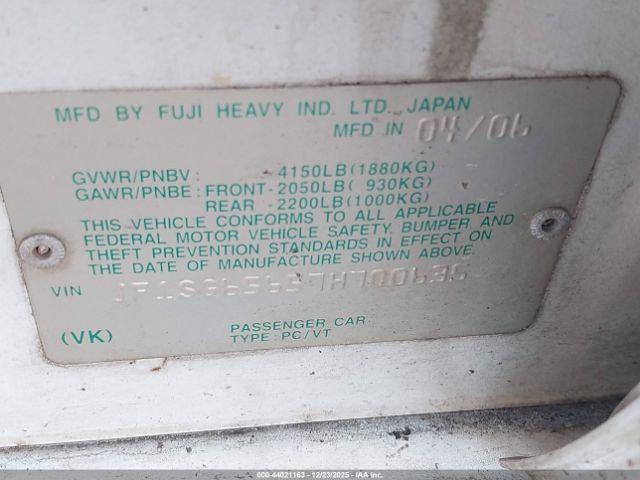 MFD BY FUJI HEAVY IND. LTD., JAPAN
MFD IN 04/06
GVWR/PNBV : 4150LB(1880KG)
GAWR/PNBE : FRONT-2050LB( 930KG)
REAR -2200LB(1000KG)
THIS VEHICLE CONFORMS TO ALL APPLICABLE
FEDERAL MOTOR VEHICLE SAFETY, BUMPER, AND
THEFT PREVENTION STANDARDS IN EFFECT ON
THE DATE OF MANUFACTURE SHOWN ABOVE.
VIN
(VK)
PASSENGER CAR
TYPE : PC/VT
000-44021163 - 12/23/2025 - IAA Inc.